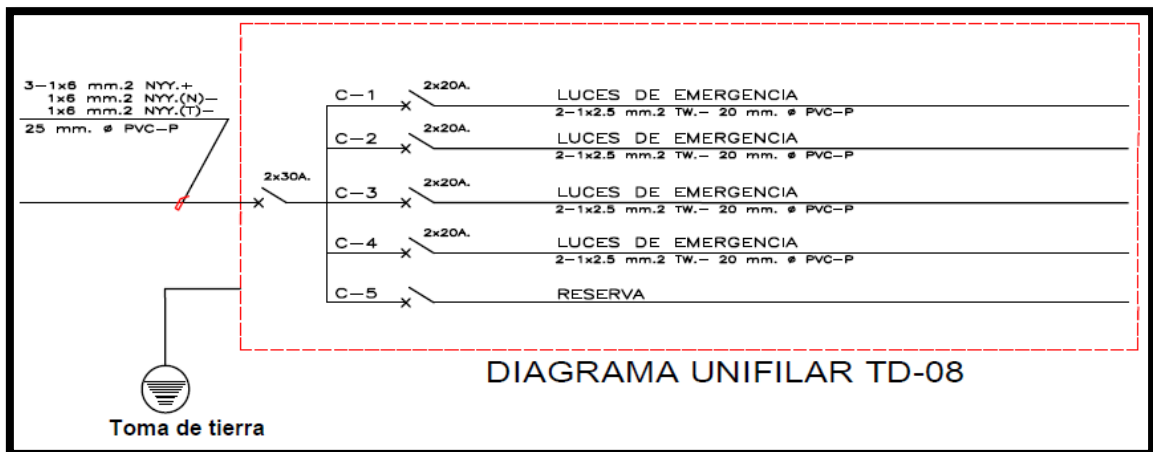 3-1x6 mm.2 NYY.+
1x6 mm.2 NYY.(N)-
1x6 mm.2 NYY.(T)-
25 mm. ø PVC-P
2x30A.
C-1 2x20A. LUCES DE EMERGENCIA
2-1x2.5 mm.2 TW.- 20 mm. ø PVC-P
C-2 2x20A. LUCES DE EMERGENCIA
2-1x2.5 mm.2 TW.- 20 mm. ø PVC-P
C-3 2x20A. LUCES DE EMERGENCIA
2-1x2.5 mm.2 TW.- 20 mm. ø PVC-P
C-4 2x20A. LUCES DE EMERGENCIA
2-1x2.5 mm.2 TW.- 20 mm. ø PVC-P
C-5 RESERVA
DIAGRAMA UNIFILAR TD-08
Toma de tierra